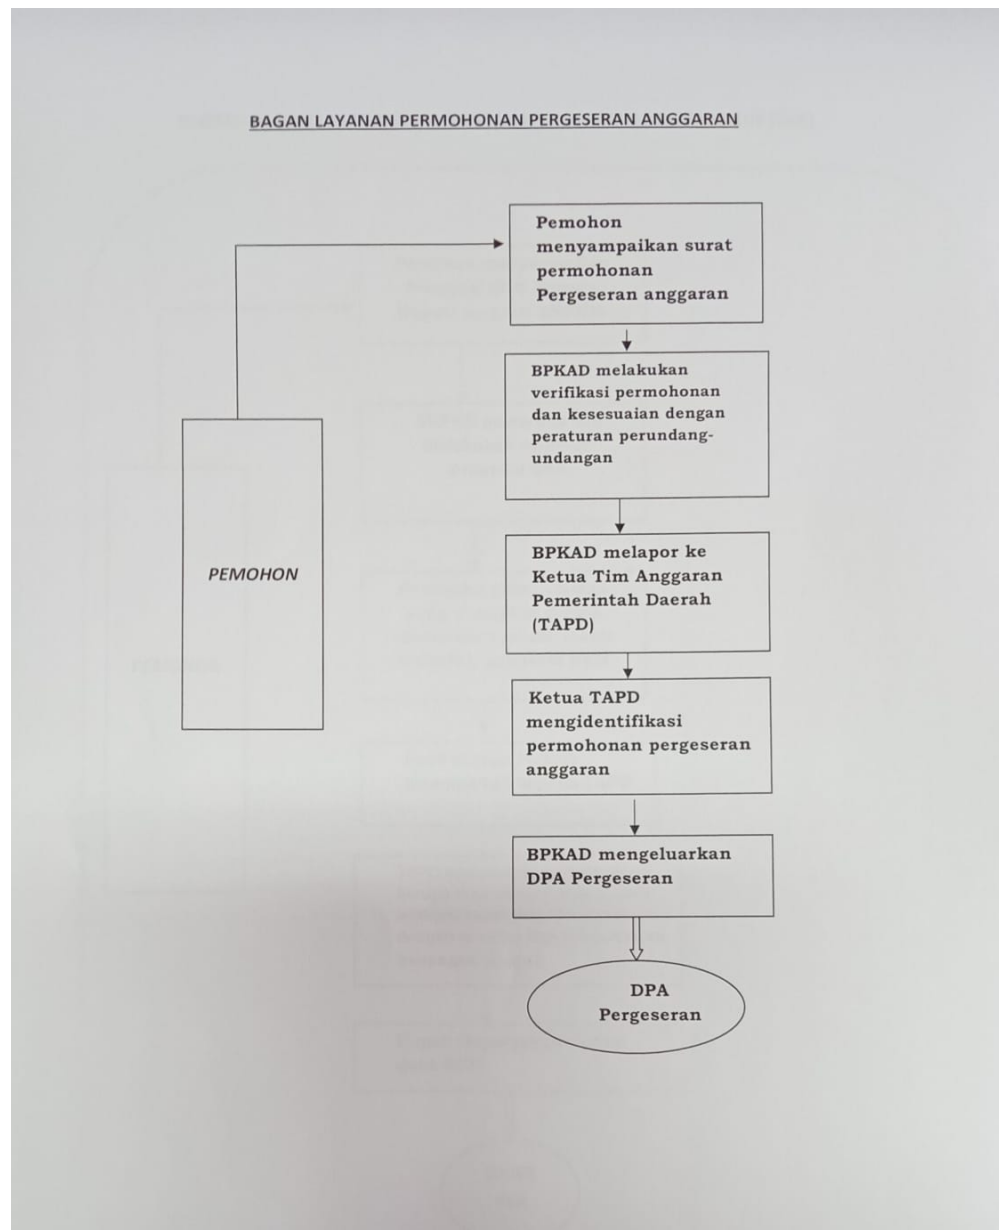 BAGAN LAYANAN PERMOHONAN PERGESERAN ANGGARAN
Pemohon
menyampaikan surat
permohonan
Pergeseran anggaran
BPKAD melakukan
verifikasi permohonan
dan kesesuaian dengan
peraturan perundang-
undangan
PEMOHON
BPKAD melapor ke
Ketua Tim Anggaran
Pemerintah Daerah
(TAPD)
Ketua TAPD
mengidentifikasi
permohonan pergeseran
anggaran
BPKAD mengeluarkan
DPA Pergeseran
DPA
Pergeseran